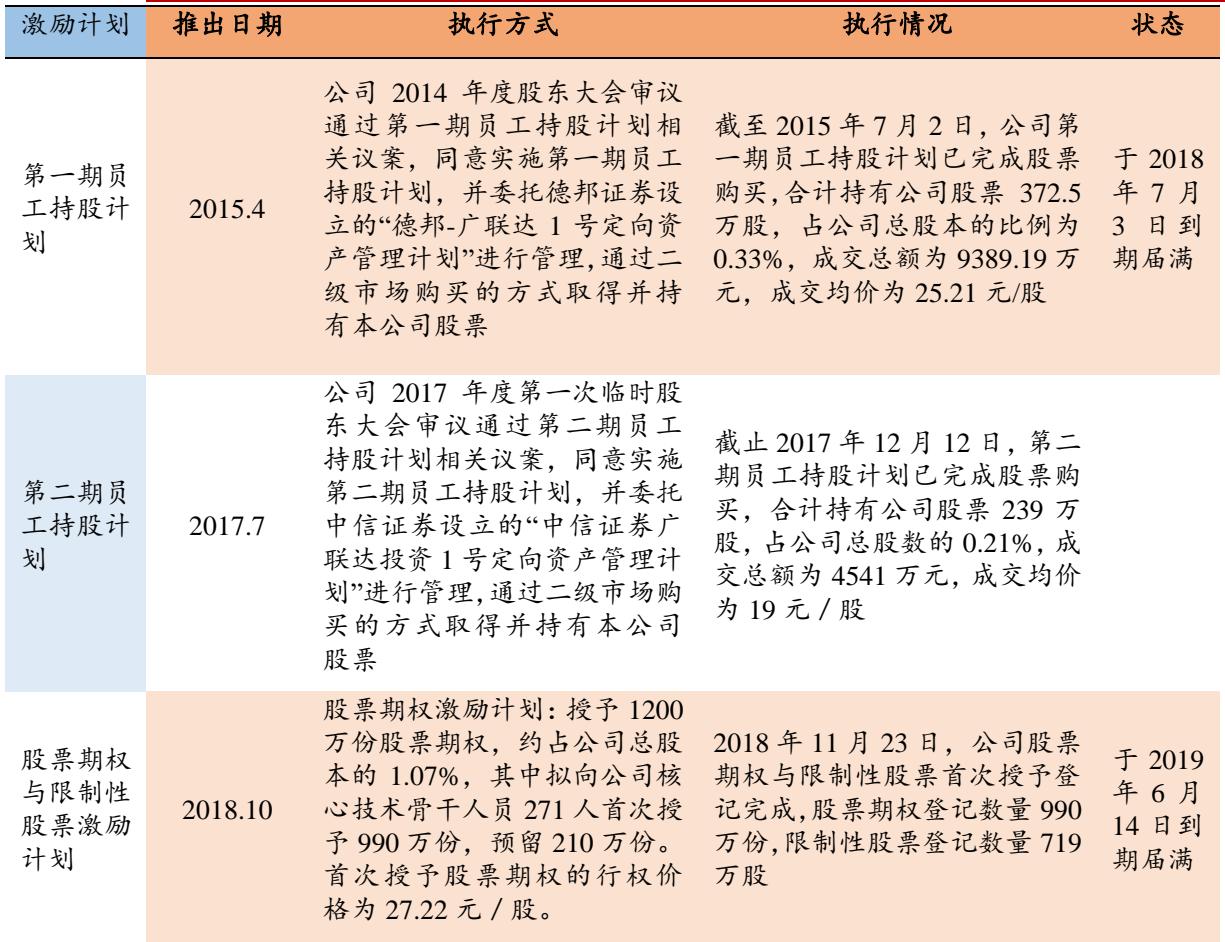 激励计划 推出日期 执行方式 执行情况 状态
第一期员
工持股计
划
2015.4
公司 2014 年度股东大会审议
通过第一期员工持股计划相
关议案，同意实施第一期员工
持股计划，并委托德邦证券设
立的“德邦-广联达 1 号定向资
产管理计划”进行管理,通过二
级市场购买的方式取得并持
有本公司股票
截至 2015 年 7 月 2 日，公司第
一期员工持股计划已完成股票
购买,合计持有公司股票 372.5
万股，占公司总股本的比例为
0.33%，成交总额为 9389.19 万
元，成交均价为 25.21 元/股
于 2018
年 7 月
3 日到
期届满
第二期员
工持股计
划
2017.7
公司 2017 年度第一次临时股
东大会审议通过第二期员工
持股计划相关议案，同意实施
第二期员工持股计划，并委托
中信证券设立的“中信证券广
联达投资 1 号定向资产管理计
划”进行管理,通过二级市场购
买的方式取得并持有本公司
股票
截止 2017 年 12 月 12 日，第二
期员工持股计划已完成股票购
买，合计持有公司股票 239 万
股，占公司总股数的 0.21%，成
交总额为 4541 万元，成交均价
为 19 元／股
股票期权
与限制性
股票激励
计划
2018.10
股票期权激励计划：授予 1200
万份股票期权，约占公司总股
本的 1.07%，其中拟向公司核
心技术骨干人员 271 人首次授
予 990 万份，预留 210 万份。
首次授予股票期权的行权价
格为 27.22 元／股。
2018 年 11 月 23 日，公司股票
期权与限制性股票首次授予登
记完成,股票期权登记数量 990
万份,限制性股票登记数量 719
万股
于 2019
年 6 月
14 日到
期届满